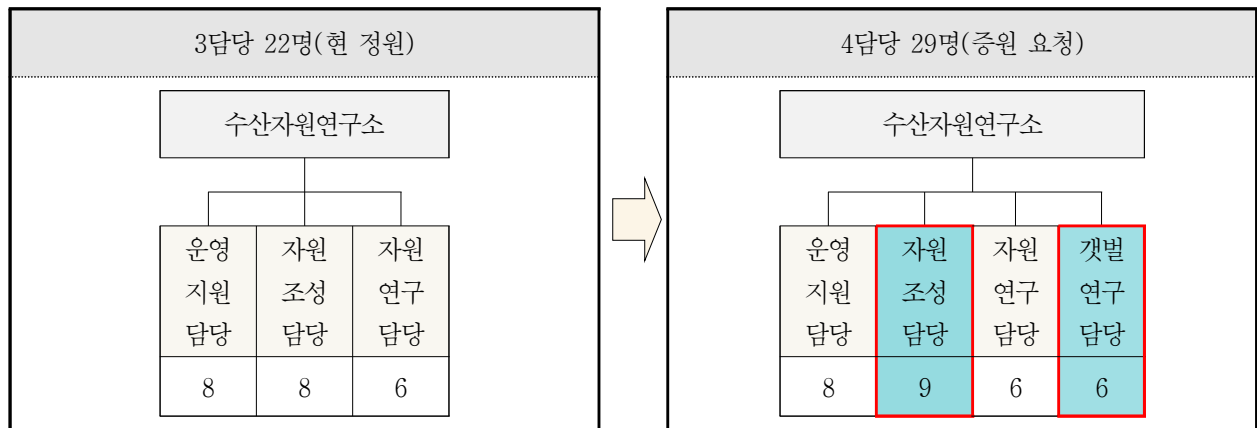 3담당 22명(현 정원)
수산자원연구소
운영
지원
담당
자원
조성
담당
자원
연구
담당
8
8
6
4담당 29명(증원 요청)
수산자원연구소
운영
지원
담당
자원
조성
담당
자원
연구
담당
갯벌
연구
담당
8
9
6
6